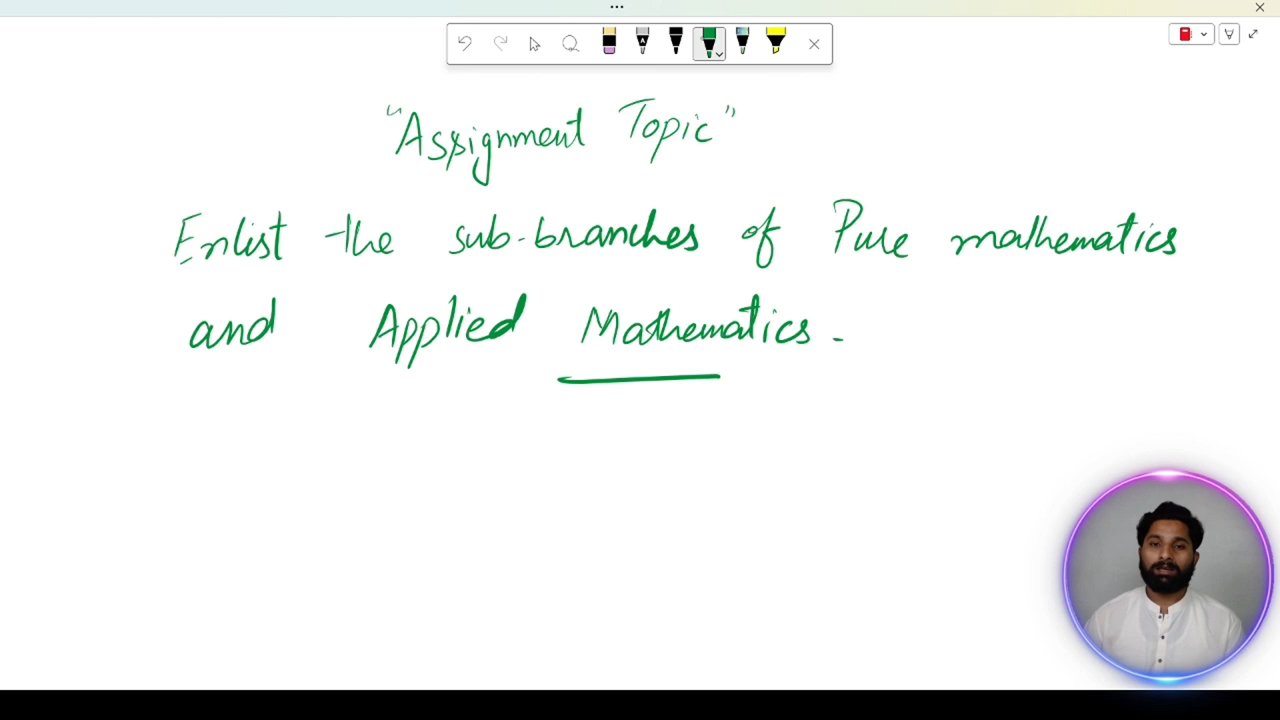 "Assignment Topic"
Enlist the sub-branches of Pure mathematics
and Applied Mathematics.